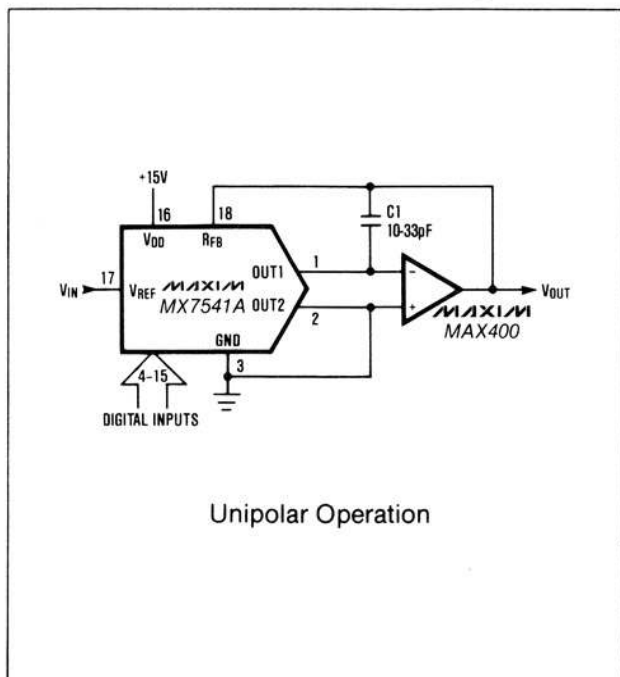 +15V
16
18
VDD
RFB
C1
10-33pF
1
OUT1
VIN
17
VREF
MAXIM
MX7541A
OUT2
2
−
+
VOUT
MAXIM
MAX400
GND
3
4-15
DIGITAL INPUTS
Unipolar Operation